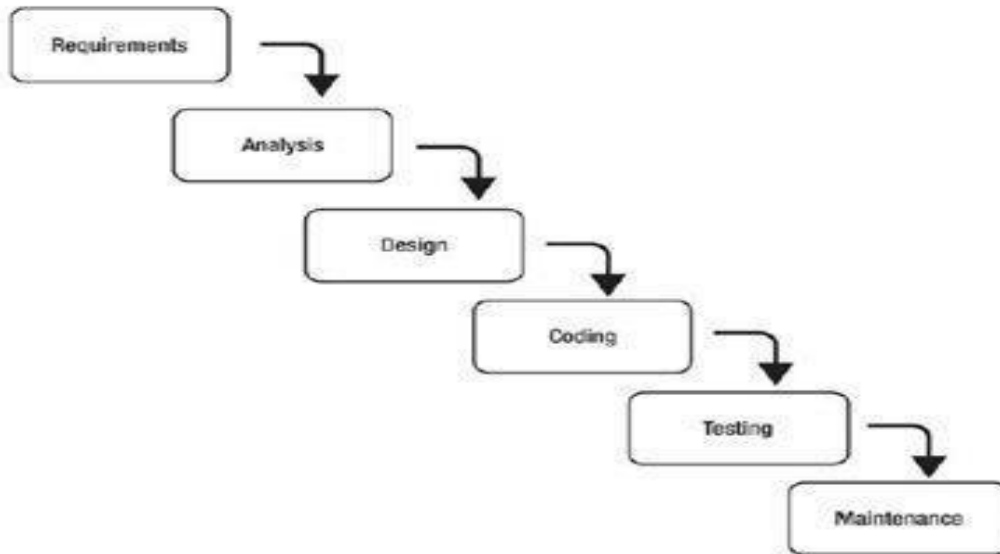 Requirements
Analysis
Design
Coding
Testing
Maintenance